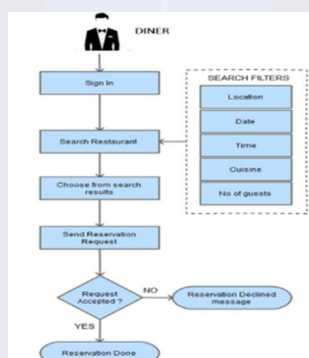 DINER
Sign In
SEARCH FILTERS
Location
Date
Time
Cuisine
No of guests
Search Restaurant
Choose from search
results
Send Reservation
Request
Request
Accepted ?
NO
Reservation Declined
message
YES
Reservation Done